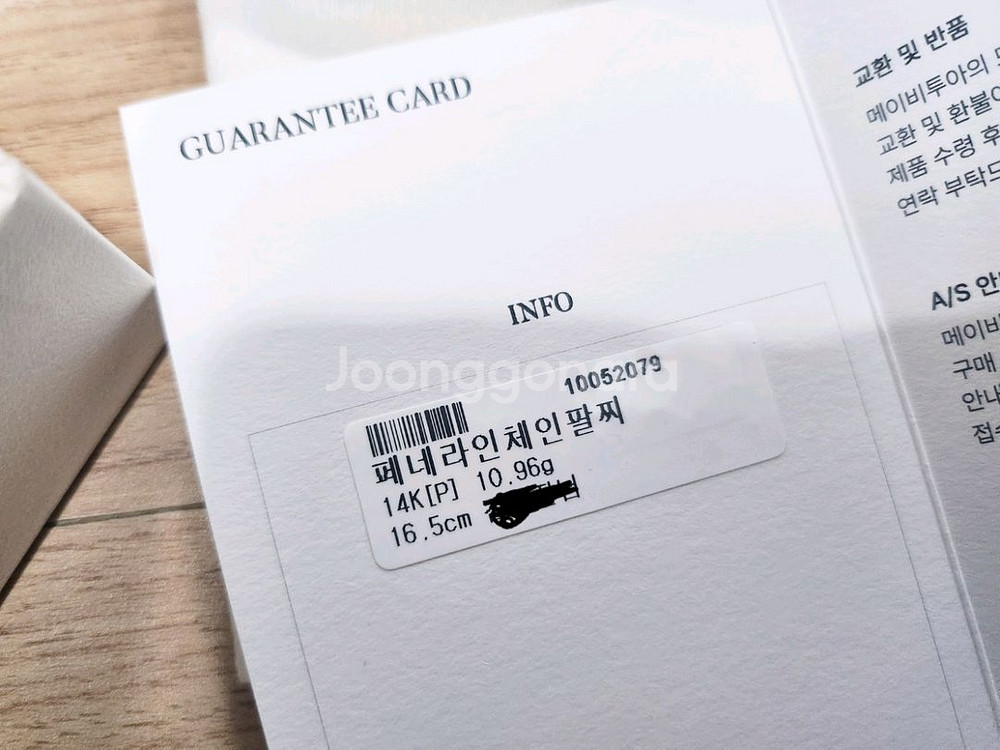 GUARANTEE CARD
INFO
Joonggonara
10052079
페네라인체인팔찌
14K[P] 10.96g
16.5cm 님
교환 및 반품
메이비투아의
교환 및 환불
제품 수령 후
연락 부탁드
A/S 안
메이비
구매
안내
접수